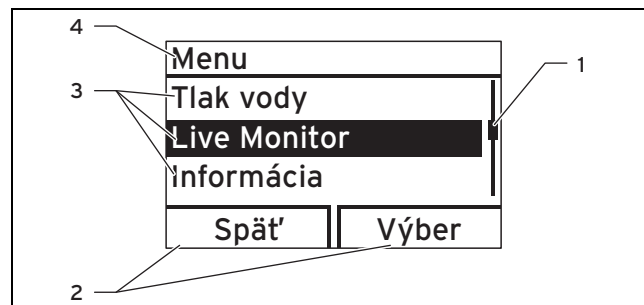 4
Menu
1
3
Tlak vody
Live Monitor
Informácia
Späť
Výber
2